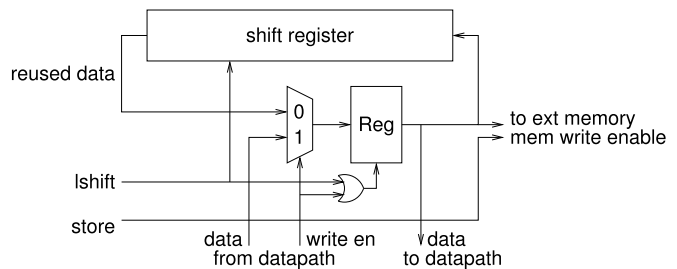 shift register
reused data
0
1
Reg
to ext memory
mem write enable
lshift
store
data
from datapath
write en
data
to datapath